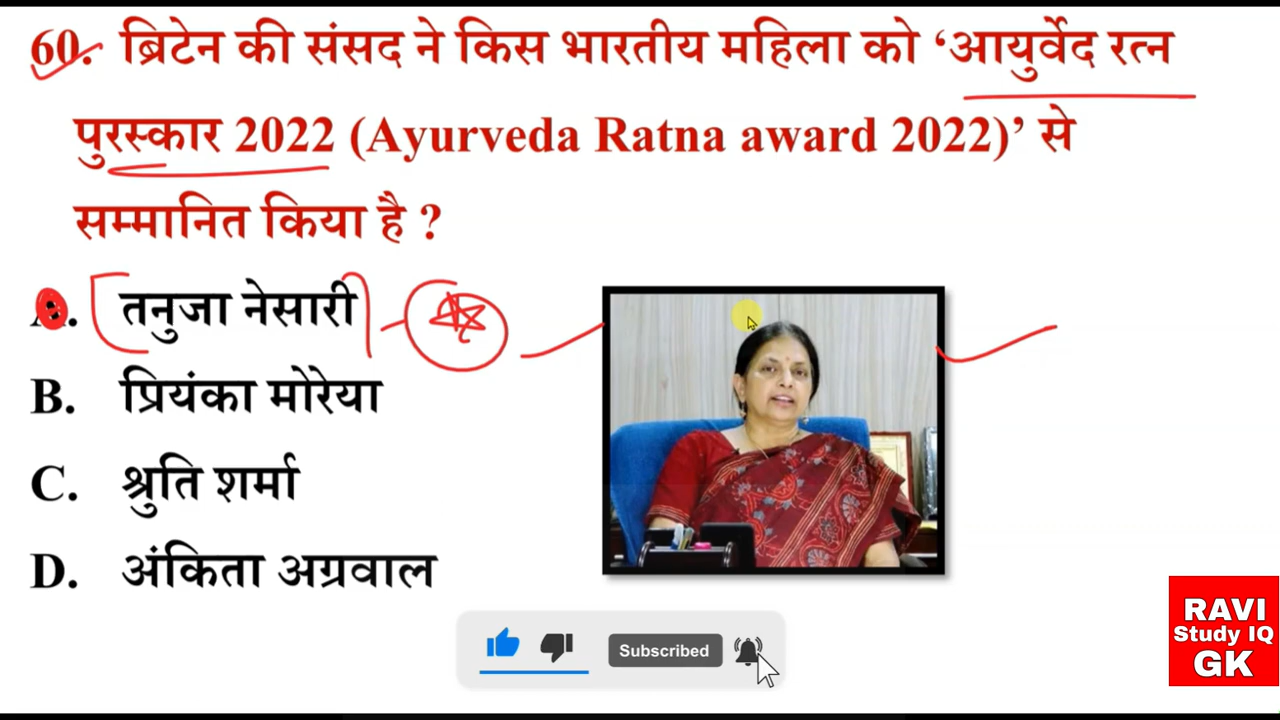 60. ब्रिटेन की संसद ने किस भारतीय महिला को ‘आयुर्वेद रत्न
पुरस्कार 2022 (Ayurveda Ratna award 2022)’ से
सम्मानित किया है ?
A. तनुजा नेसारी
B. प्रियंका मोरेया
C. श्रुति शर्मा
D. अंकिता अग्रवाल
Subscribed
RAVI
Study IQ
GK